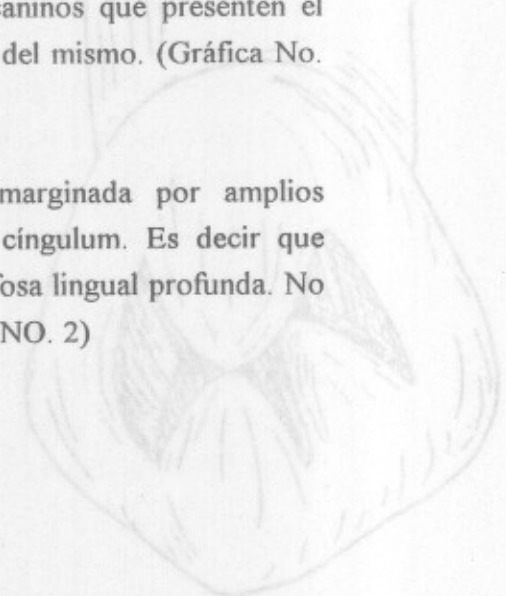 caninos que presenten el
del mismo. (Gráfica No.
marginada por amplios
cíngulum. Es decir que
fosa lingual profunda. No
NO. 2)